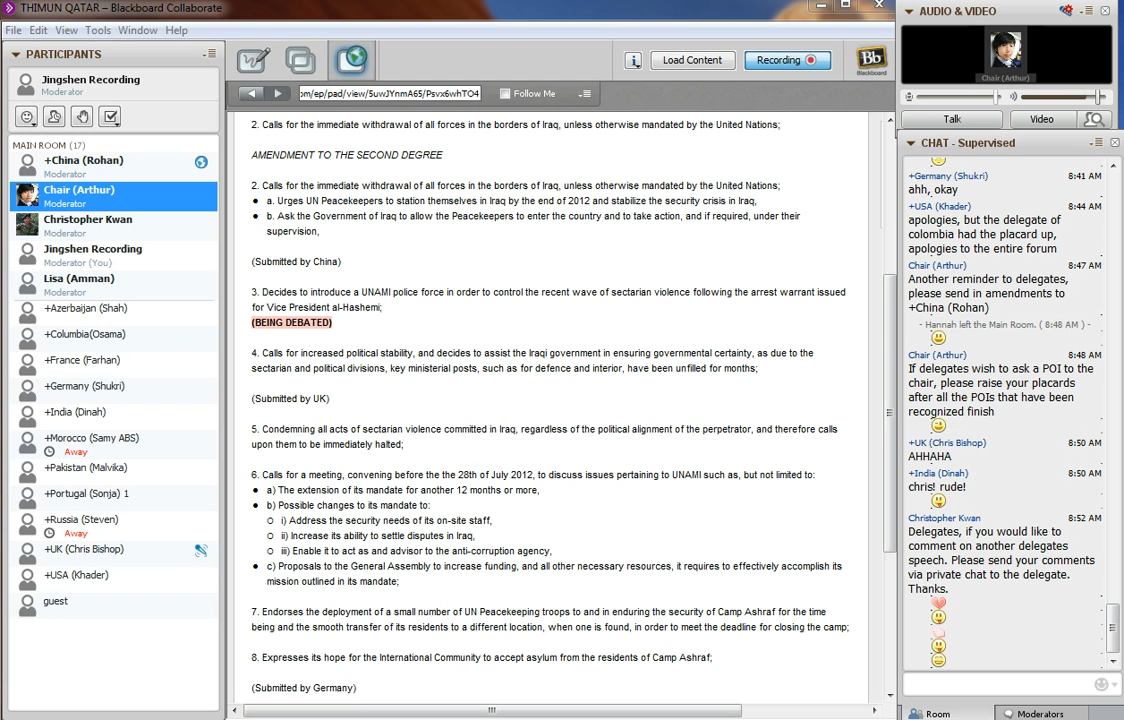 THIMUN QATAR – Blackboard Collaborate
File Edit View Tools Window Help
PARTICIPANTS
Jingshen Recording
Moderator
MAIN ROOM (17)
+China (Rohan)
Moderator
Chair (Arthur)
Moderator
Christopher Kwan
Moderator
Jingshen Recording
Moderator (You)
Lisa (Amman)
Moderator
+Azerbaijan (Shah)
+Columbia(Osama)
+France (Farhan)
+Germany (Shukri)
+India (Dinah)
+Morocco (Samy ABS)
Away
+Pakistan (Malvika)
+Portugal (Sonja) 1
+Russia (Steven)
Away
+UK (Chris Bishop)
+USA (Khader)
guest
Load Content
Recording
Bb
Blackboard
om/ep/pad/view/5uwJYnmA65/Psvx6whTO4
Follow Me
2. Calls for the immediate withdrawal of all forces in the borders of Iraq, unless otherwise mandated by the United Nations;
AMENDMENT TO THE SECOND DEGREE
2. Calls for the immediate withdrawal of all forces in the borders of Iraq, unless otherwise mandated by the United Nations;
a. Urges UN Peacekeepers to station themselves in Iraq by the end of 2012 and stabilize the security crisis in Iraq,
b. Ask the Government of Iraq to allow the Peacekeepers to enter the country and to take action, and if required, under their
supervision,
(Submitted by China)
3. Decides to introduce a UNAMI police force in order to control the recent wave of sectarian violence following the arrest warrant issued
for Vice President al-Hashemi;
(BEING DEBATED)
4. Calls for increased political stability, and decides to assist the Iraqi government in ensuring governmental certainty, as due to the
sectarian and political divisions, key ministerial posts, such as for defence and interior, have been unfilled for months;
(Submitted by UK)
5. Condemning all acts of sectarian violence committed in Iraq, regardless of the political alignment of the perpetrator, and therefore calls
upon them to be immediately halted;
6. Calls for a meeting, convening before the the 28th of July 2012, to discuss issues pertaining to UNAMI such as, but not limited to:
a) The extension of its mandate for another 12 months or more,
b) Possible changes to its mandate to:
i) Address the security needs of its on-site staff,
ii) Increase its ability to settle disputes in Iraq,
iii) Enable it to act as and advisor to the anti-corruption agency,
c) Proposals to the General Assembly to increase funding, and all other necessary resources, it requires to effectively accomplish its
mission outlined in its mandate;
7. Endorses the deployment of a small number of UN Peacekeeping troops to and in enduring the security of Camp Ashraf for the time
being and the smooth transfer of its residents to a different location, when one is found, in order to meet the deadline for closing the camp;
8. Expresses its hope for the International Community to accept asylum from the residents of Camp Ashraf;
(Submitted by Germany)
AUDIO & VIDEO
Chair (Arthur)
Talk
Video
CHAT - Supervised
+Germany (Shukri) 8:41 AM
ahh, okay
+USA (Khader) 8:44 AM
apologies, but the delegate of
colombia had the placard up,
apologies to the entire forum
Chair (Arthur) 8:47 AM
Another reminder to delegates,
please send in amendments to
+China (Rohan)
- Hannah left the Main Room. ( 8:48 AM ) -
Chair (Arthur) 8:48 AM
If delegates wish to ask a POI to the
chair, please raise your placards
after all the POIs that have been
recognized finish
+UK (Chris Bishop) 8:50 AM
AHHAHA
+India (Dinah) 8:50 AM
chris! rude!
Christopher Kwan 8:52 AM
Delegates, if you would like to
comment on another delegates
speech. Please send your comments
via private chat to the delegate.
Thanks.
Room
Moderators